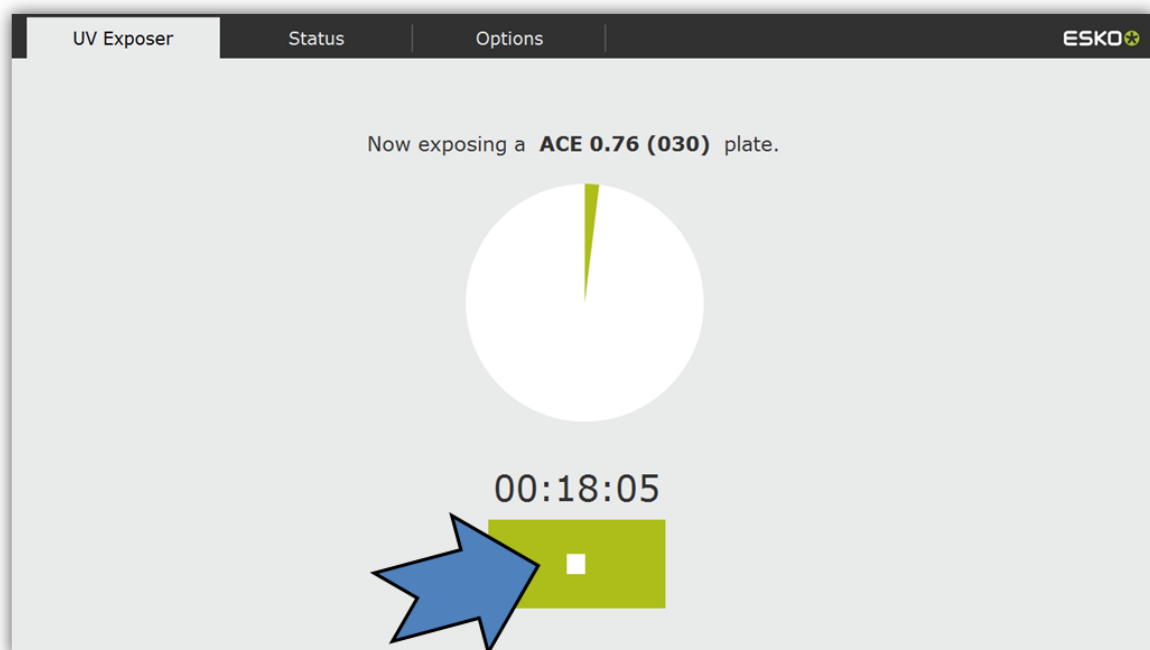 UV Exposer Status Options ESKO
Now exposing a ACE 0.76 (030) plate.
00:18:05